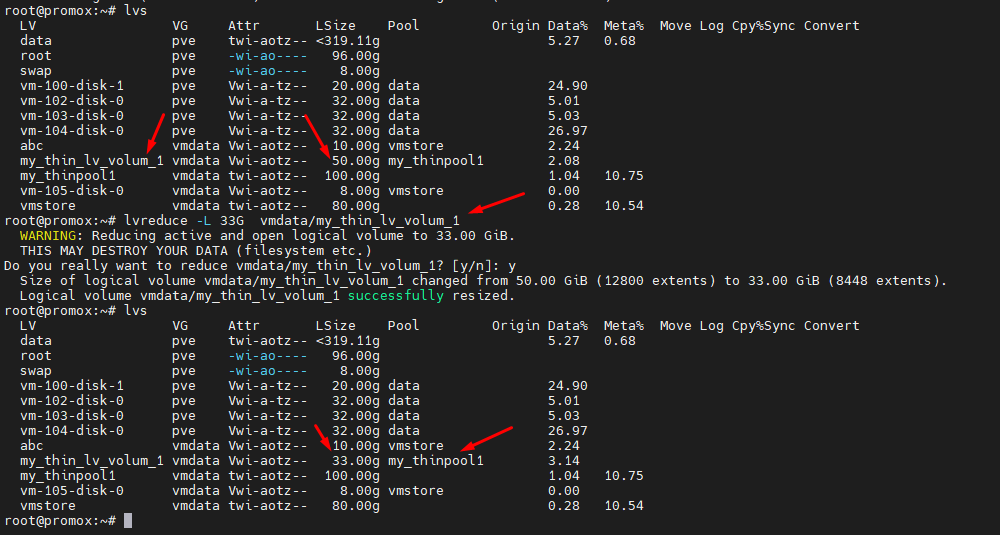 root@promox:~# lvs
  LV               VG     Attr       LSize    Pool         Origin Data%  Meta%  Move Log Cpy%Sync Convert
  data             pve    twi-aotz-- <319.11g                     5.27   0.68
  root             pve    -wi-ao----   96.00g
  swap             pve    -wi-ao----    8.00g
  vm-100-disk-1    pve    Vwi-a-tz--   20.00g data                24.90
  vm-102-disk-0    pve    Vwi-a-tz--   32.00g data                5.01
  vm-103-disk-0    pve    Vwi-a-tz--   32.00g data                5.03
  vm-104-disk-0    pve    Vwi-a-tz--   32.00g data                26.97
  abc              vmdata Vwi-aotz--   10.00g vmstore             2.24
  my_thin_lv_volum_1 vmdata Vwi-aotz--   50.00g my_thinpool1        2.08
  my_thinpool1     vmdata twi-aotz--  100.00g                     1.04   10.75
  vm-105-disk-0    vmdata Vwi-a-tz--    8.00g vmstore             0.00
  vmstore          vmdata twi-aotz--   80.00g                     0.28   10.54
root@promox:~# lvreduce -L 33G  vmdata/my_thin_lv_volum_1
  WARNING: Reducing active and open logical volume to 33.00 GiB.
  THIS MAY DESTROY YOUR DATA (filesystem etc.)
Do you really want to reduce vmdata/my_thin_lv_volum_1? [y/n]: y
  Size of logical volume vmdata/my_thin_lv_volum_1 changed from 50.00 GiB (12800 extents) to 33.00 GiB (8448 extents).
  Logical volume vmdata/my_thin_lv_volum_1 successfully resized.
root@promox:~# lvs
  LV               VG     Attr       LSize    Pool         Origin Data%  Meta%  Move Log Cpy%Sync Convert
  data             pve    twi-aotz-- <319.11g                     5.27   0.68
  root             pve    -wi-ao----   96.00g
  swap             pve    -wi-ao----    8.00g
  vm-100-disk-1    pve    Vwi-a-tz--   20.00g data                24.90
  vm-102-disk-0    pve    Vwi-a-tz--   32.00g data                5.01
  vm-103-disk-0    pve    Vwi-a-tz--   32.00g data                5.03
  vm-104-disk-0    pve    Vwi-a-tz--   32.00g data                26.97
  abc              vmdata Vwi-aotz--   10.00g vmstore             2.24
  my_thin_lv_volum_1 vmdata Vwi-aotz--   33.00g my_thinpool1        3.14
  my_thinpool1     vmdata twi-aotz--  100.00g                     1.04   10.75
  vm-105-disk-0    vmdata Vwi-aotz--    8.00g vmstore             0.00
  vmstore          vmdata twi-aotz--   80.00g                     0.28   10.54
root@promox:~#